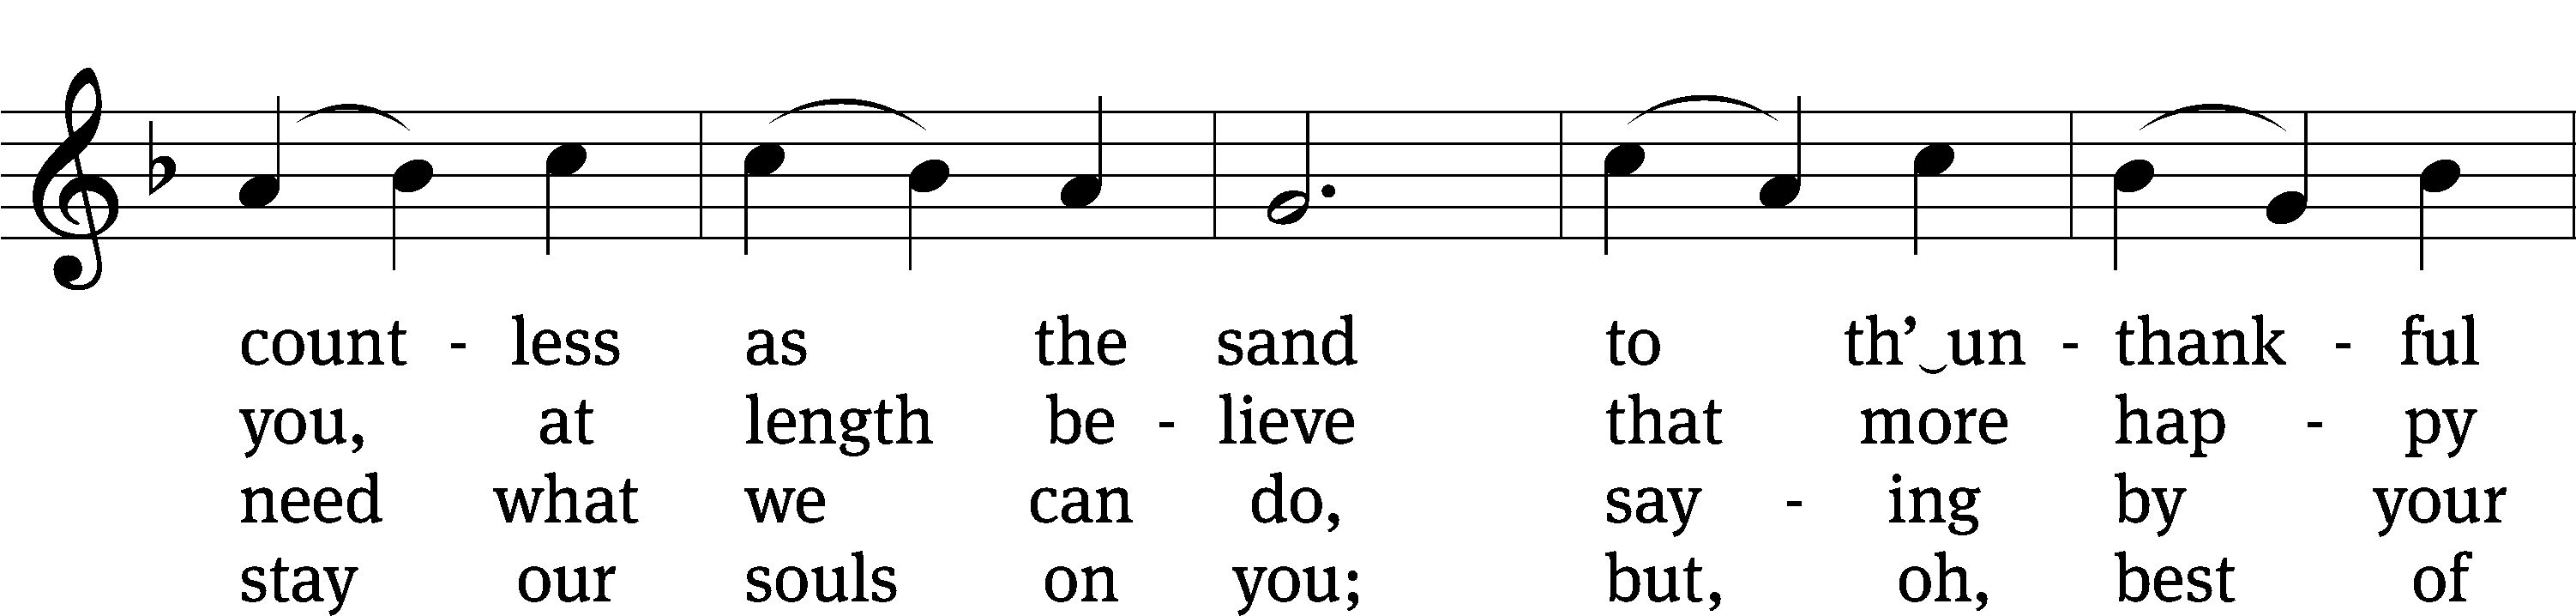 count - less as the sand to th’‿un - thank - ful
you, at length be - lieve that more hap - py
need what we can do, say - ing by your
stay our souls on you; but, oh, best of